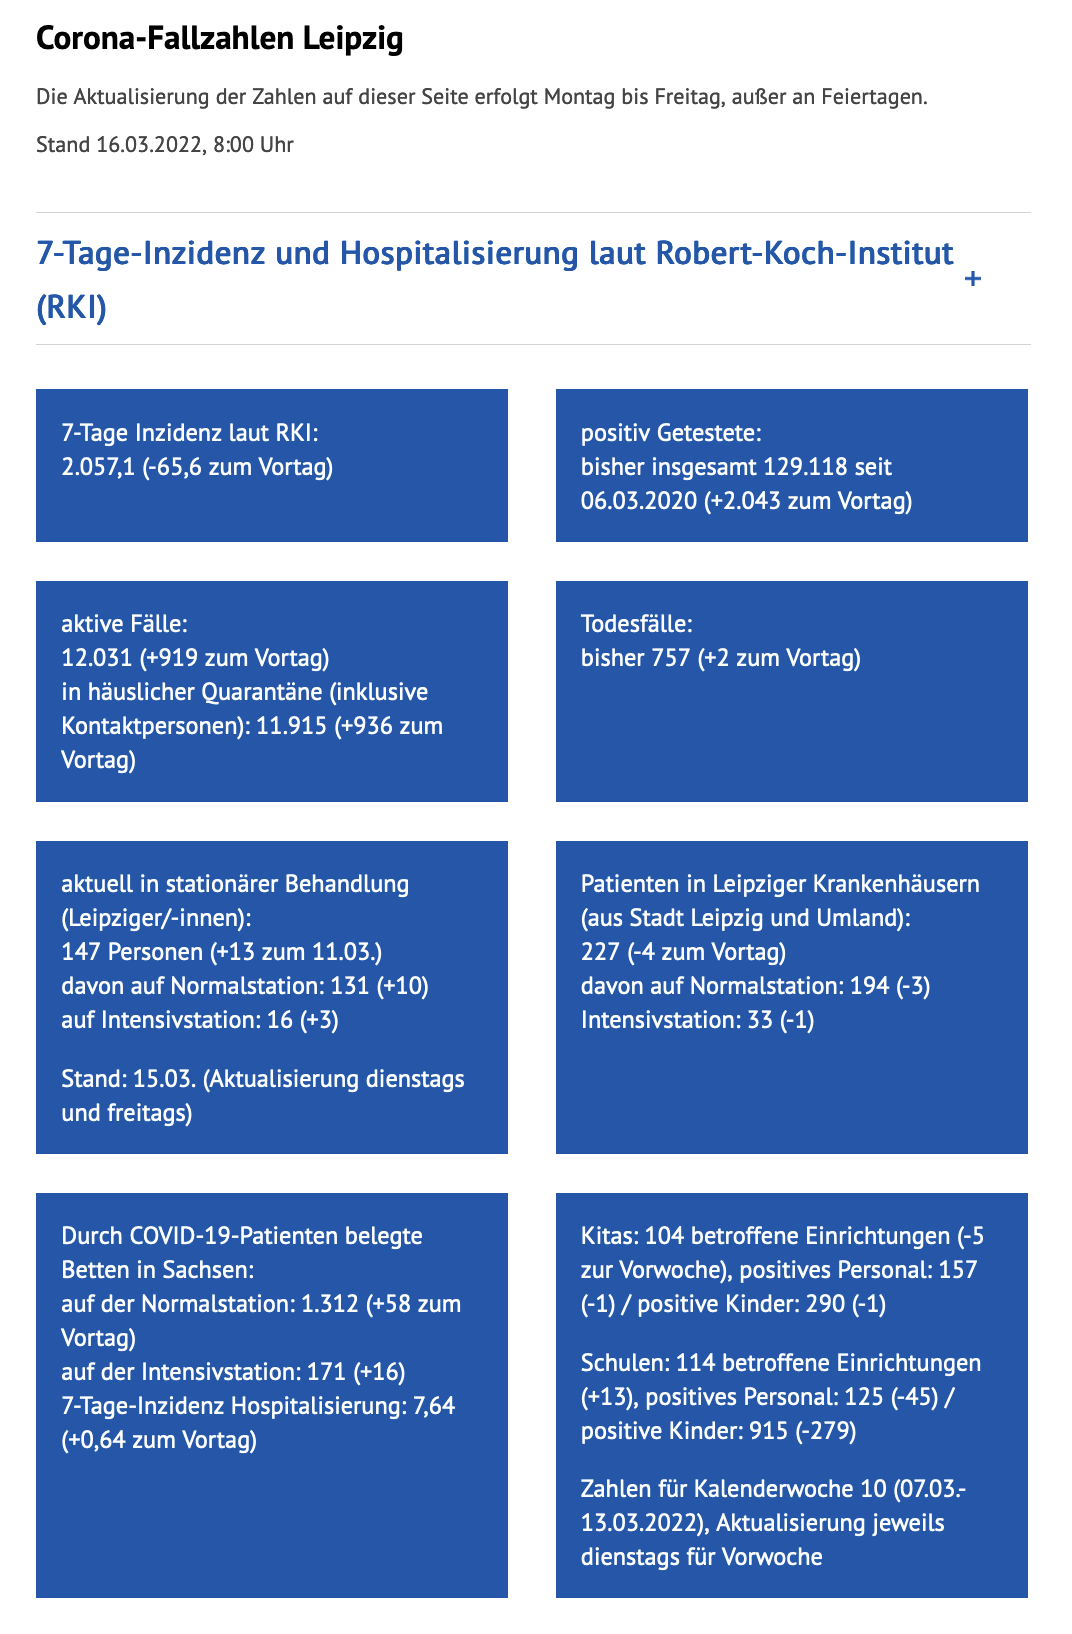 Corona-Fallzahlen Leipzig
Die Aktualisierung der Zahlen auf dieser Seite erfolgt Montag bis Freitag, außer an Feiertagen.
Stand 16.03.2022, 8:00 Uhr
7-Tage-Inzidenz und Hospitalisierung laut Robert-Koch-Institut
(RKI)
+
7-Tage Inzidenz laut RKI:
2.057,1 (-65,6 zum Vortag)
positiv Getestete:
bisher insgesamt 129.118 seit
06.03.2020 (+2.043 zum Vortag)
aktive Fälle:
12.031 (+919 zum Vortag)
in häuslicher Quarantäne (inklusive
Kontaktpersonen): 11.915 (+936 zum
Vortag)
Todesfälle:
bisher 757 (+2 zum Vortag)
aktuell in stationärer Behandlung
(Leipziger/-innen):
147 Personen (+13 zum 11.03.)
davon auf Normalstation: 131 (+10)
auf Intensivstation: 16 (+3)
Stand: 15.03. (Aktualisierung dienstags
und freitags)
Patienten in Leipziger Krankenhäusern
(aus Stadt Leipzig und Umland):
227 (-4 zum Vortag)
davon auf Normalstation: 194 (-3)
Intensivstation: 33 (-1)
Durch COVID-19-Patienten belegte
Betten in Sachsen:
auf der Normalstation: 1.312 (+58 zum
Vortag)
auf der Intensivstation: 171 (+16)
7-Tage-Inzidenz Hospitalisierung: 7,64
(+0,64 zum Vortag)
Kitas: 104 betroffene Einrichtungen (-5
zur Vorwoche), positives Personal: 157
(-1) / positive Kinder: 290 (-1)
Schulen: 114 betroffene Einrichtungen
(+13), positives Personal: 125 (-45) /
positive Kinder: 915 (-279)
Zahlen für Kalenderwoche 10 (07.03.-
13.03.2022), Aktualisierung jeweils
dienstags für Vorwoche